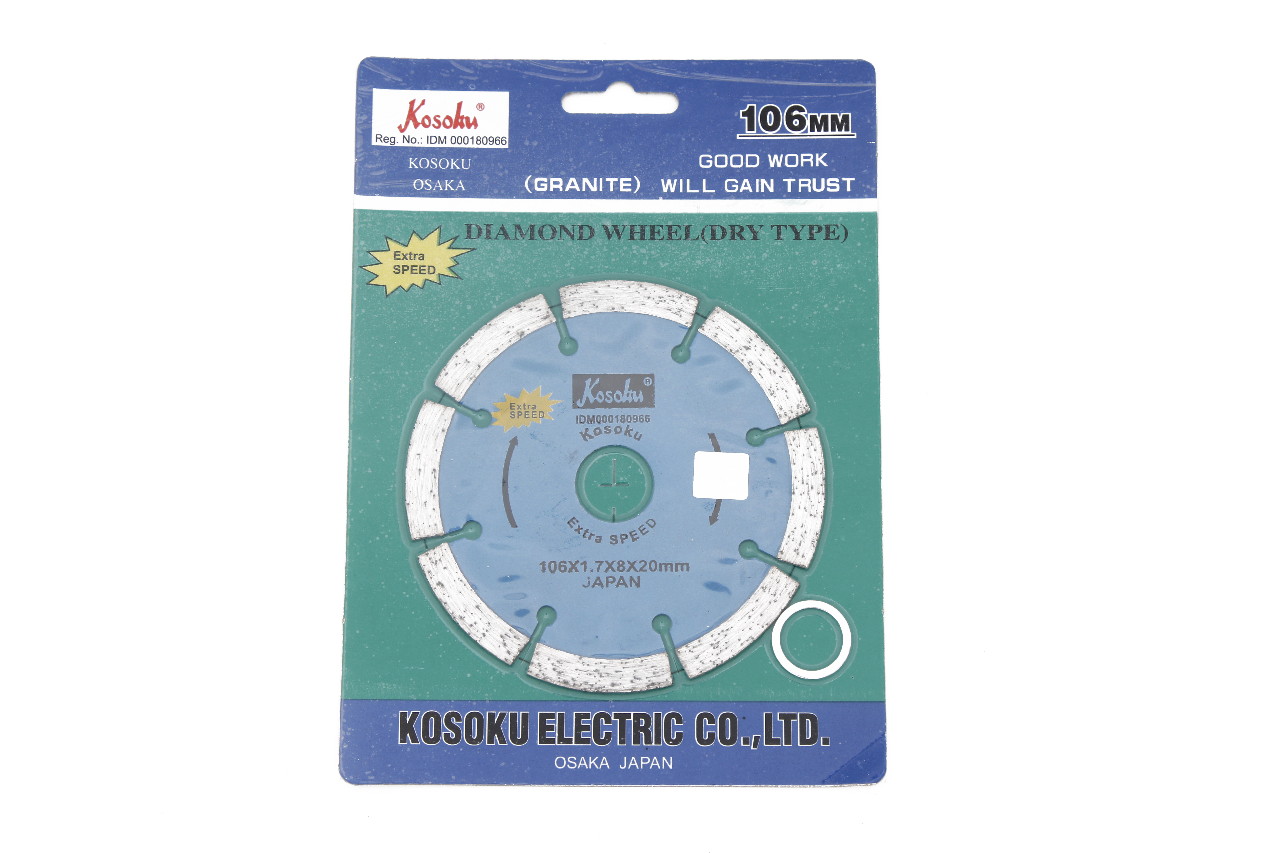 Kosoku®
Reg. No.: IDM 000180966
KOSOKU
OSAKA
106MM
GOOD WORK
(GRANITE) WILL GAIN TRUST
DIAMOND WHEEL(DRY TYPE)
Extra
SPEED
Kosoku®
IDM000180966
Kosoku
Extra
SPEED
Extra SPEED
106X1.7X8X20mm
JAPAN
KOSOKU ELECTRIC CO.,LTD.
OSAKA JAPAN